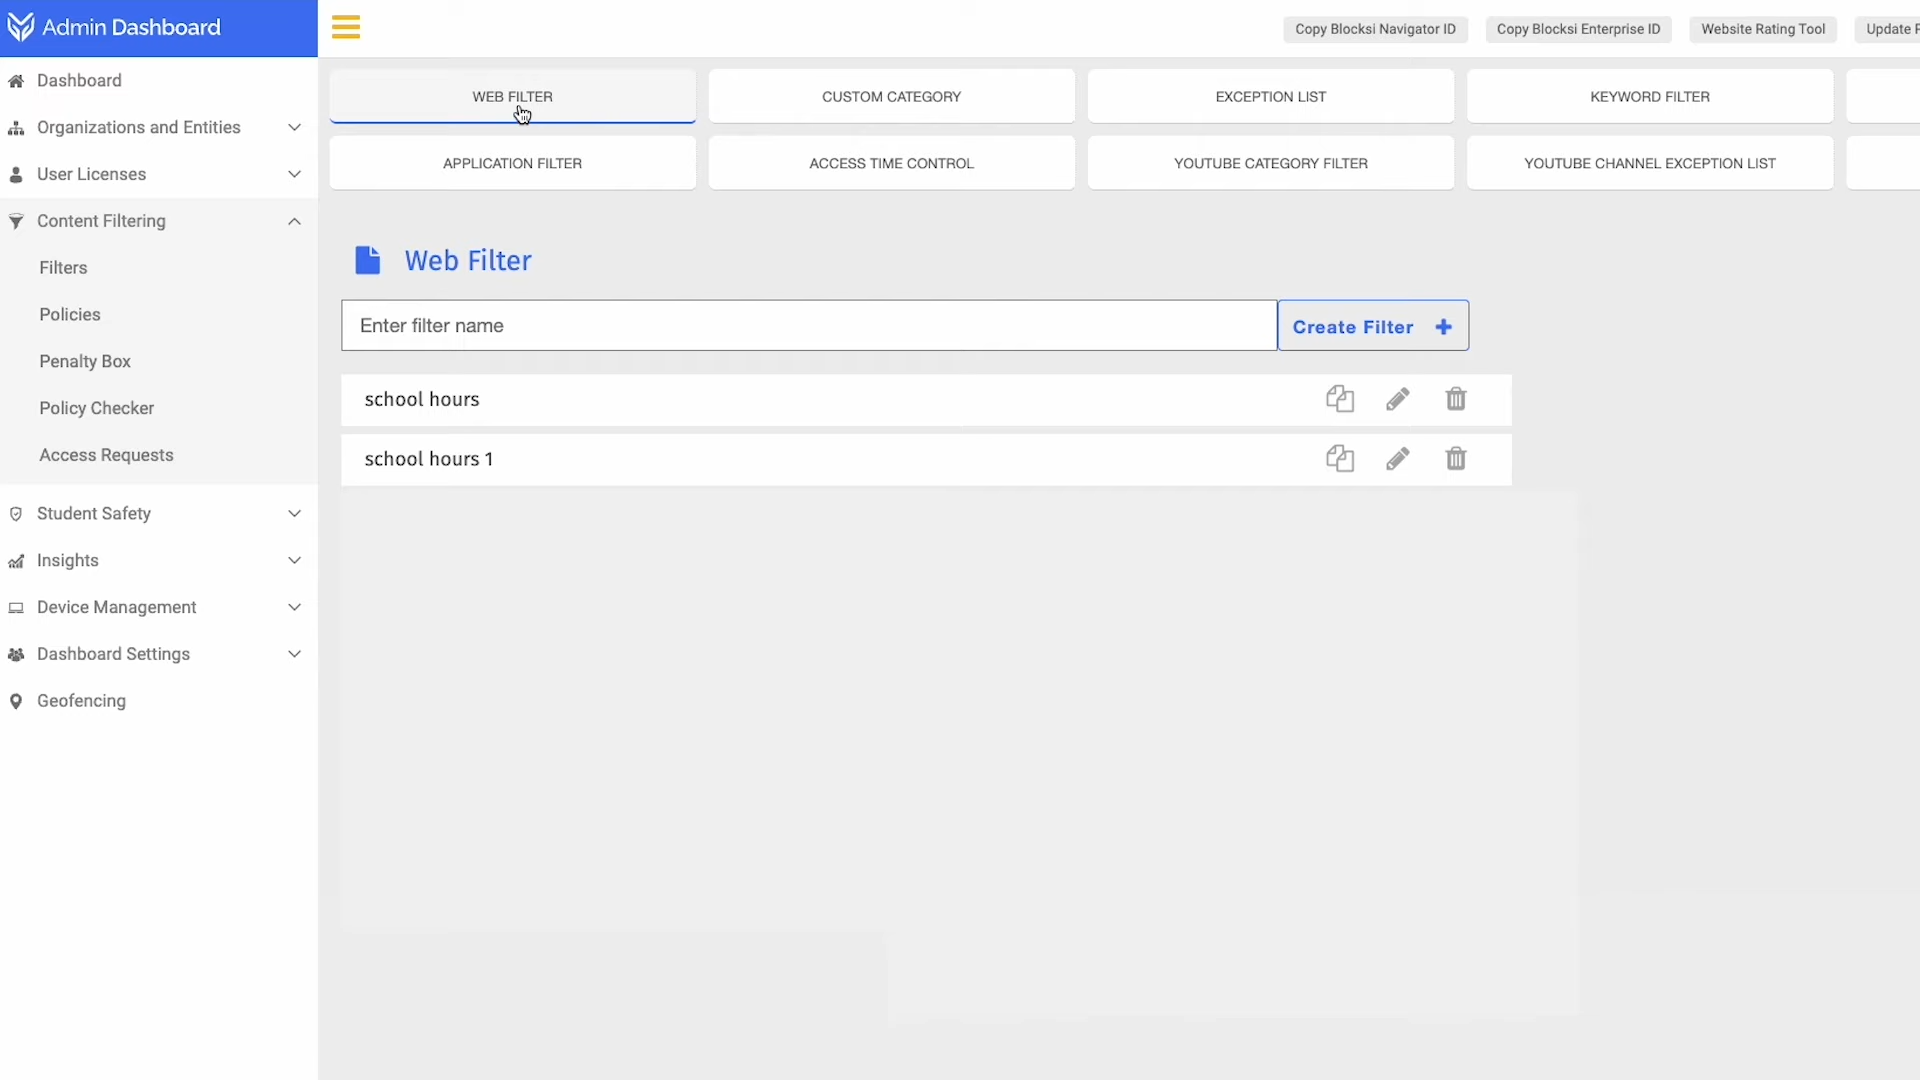 Admin Dashboard
Copy Blocksi Navigator ID
Copy Blocksi Enterprise ID
Website Rating Tool
Update
Dashboard
Organizations and Entities
User Licenses
Content Filtering
Filters
Policies
Penalty Box
Policy Checker
Access Requests
Student Safety
Insights
Device Management
Dashboard Settings
Geofencing
WEB FILTER
CUSTOM CATEGORY
EXCEPTION LIST
KEYWORD FILTER
APPLICATION FILTER
ACCESS TIME CONTROL
YOUTUBE CATEGORY FILTER
YOUTUBE CHANNEL EXCEPTION LIST
Web Filter
Enter filter name
Create Filter +
school hours
school hours 1